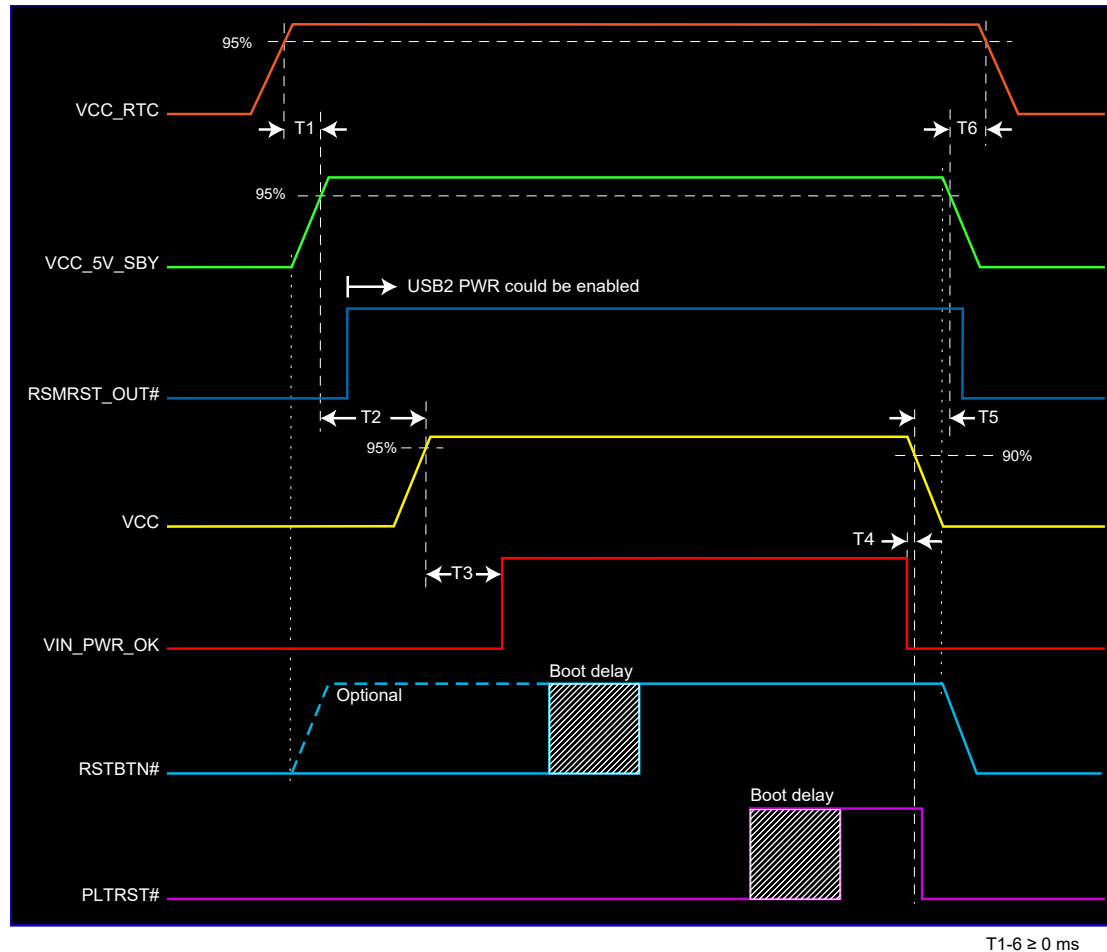 95%
VCC_RTC
T1
T6
95%
VCC_5V_SBY
USB2 PWR could be enabled
RSMRST_OUT#
T2
T5
95%
90%
VCC
T4
T3
VIN_PWR_OK
Boot delay
Optional
RSTBTN#
Boot delay
PLTRST#
T1-6 ≥ 0 ms